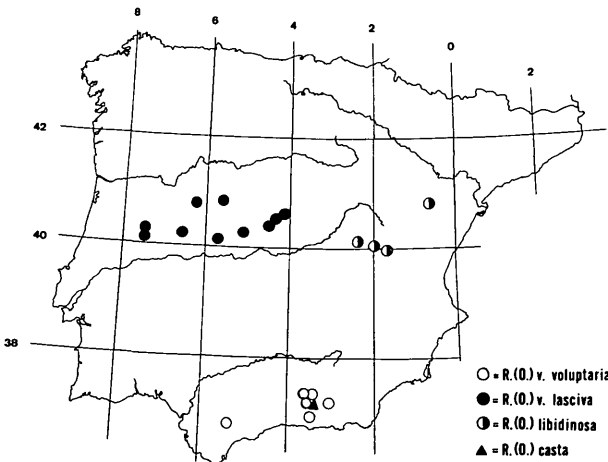 8
6
4
2
0
2
42
40
38
○ = R.(O.) v. voluptaria
● = R.(O.) v. lasciva
◑ = R.(O.) libidinosa
▲ = R.(O.) casta